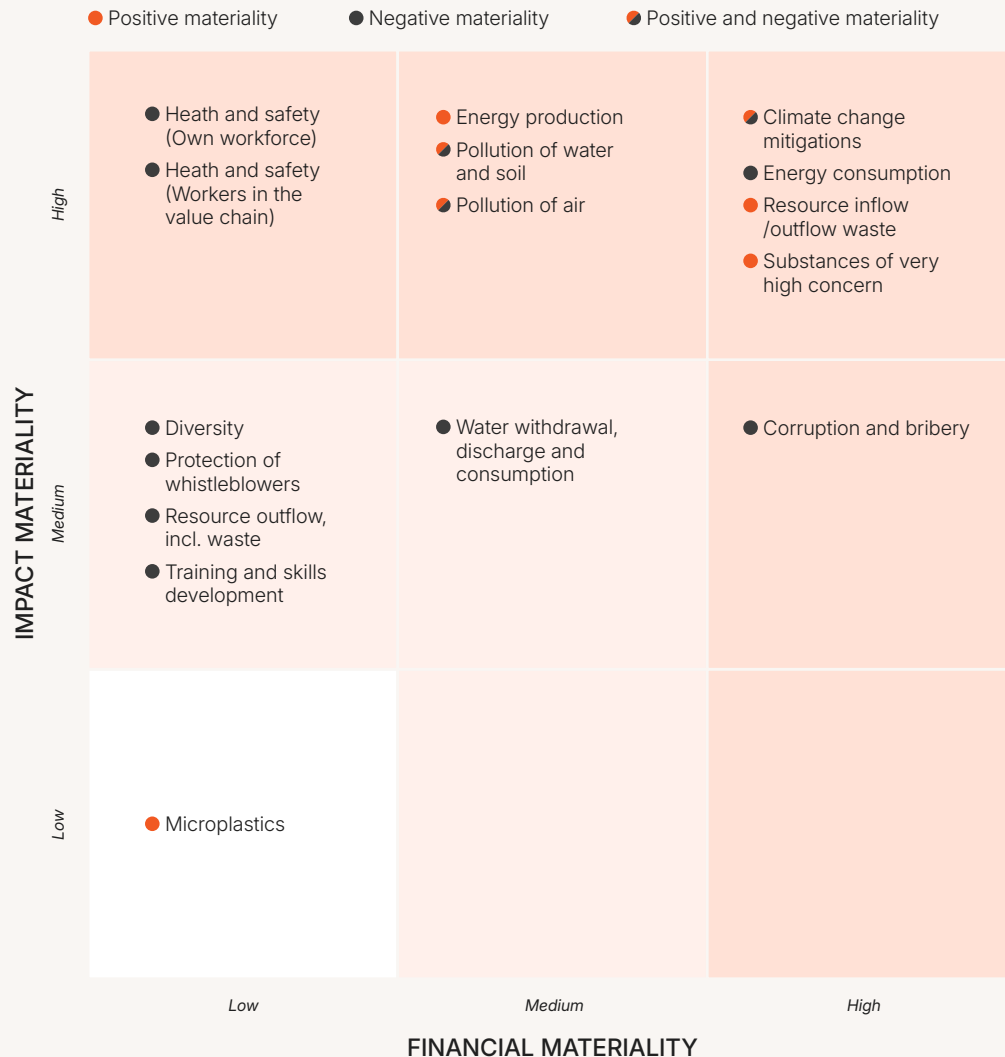 Positive materiality
Negative materiality
Positive and negative materiality
IMPACT MATERIALITY
High
Heath and safety
(Own workforce)
Heath and safety
(Workers in the
value chain)
Energy production
Pollution of water
and soil
Pollution of air
Climate change
mitigations
Energy consumption
Resource inflow
/outflow waste
Substances of very
high concern
Medium
Diversity
Protection of
whistleblowers
Resource outflow,
incl. waste
Training and skills
development
Water withdrawal,
discharge and
consumption
Corruption and bribery
Low
Microplastics
Low
Medium
High
FINANCIAL MATERIALITY